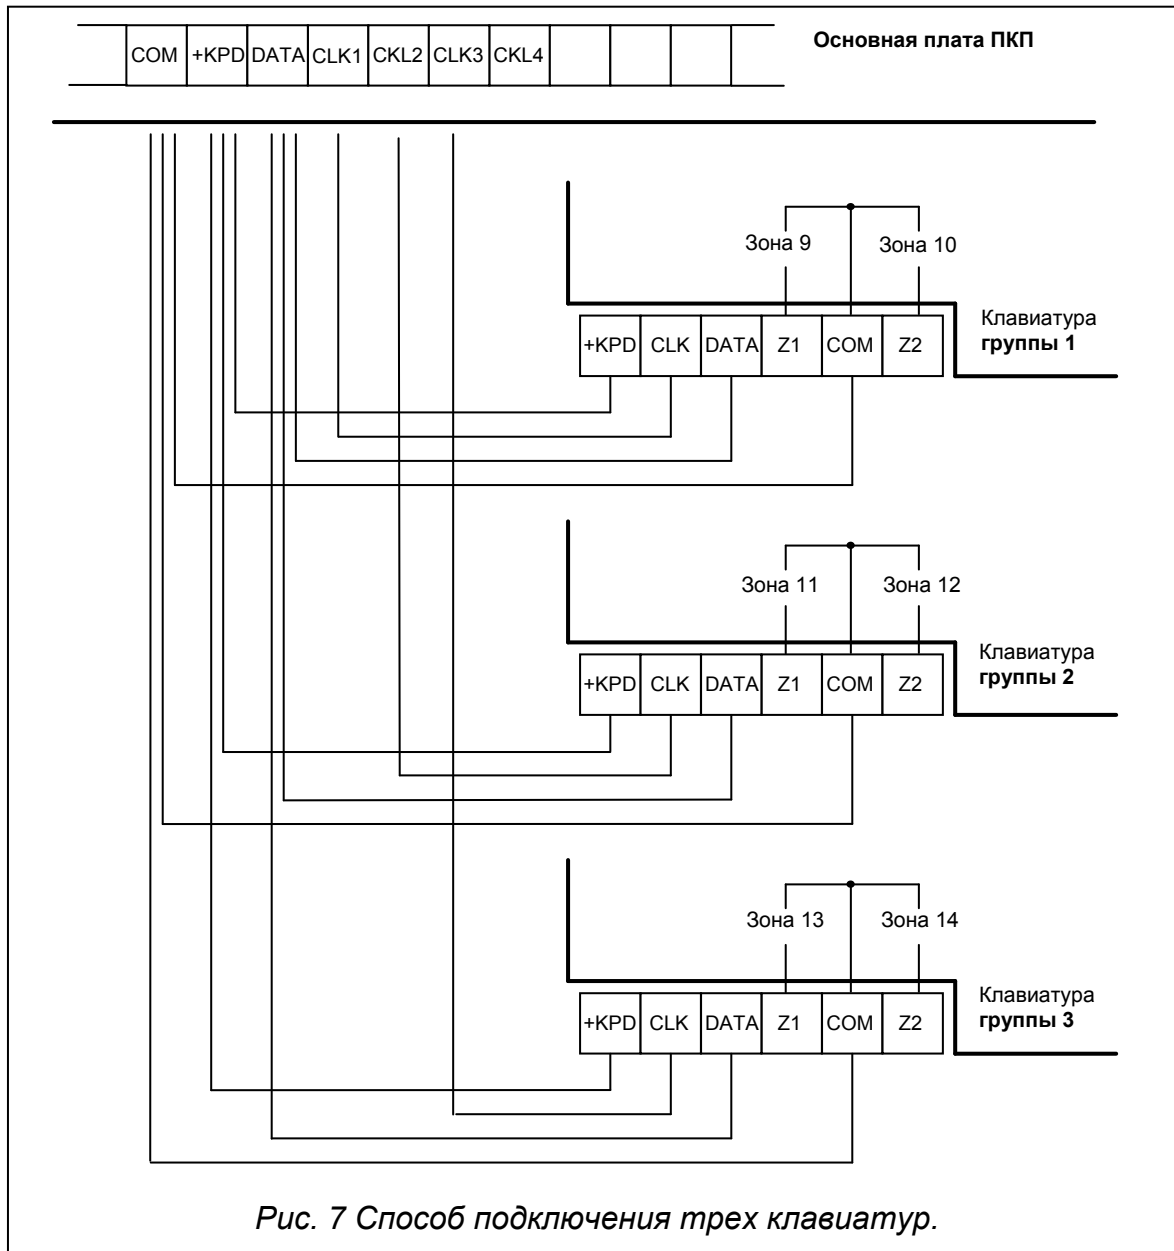 COM +KPD DATA CLK1 CKL2 CLK3 CKL4
Основная плата ПКП
Зона 9 Зона 10
+KPD CLK DATA Z1 COM Z2
Клавиатура
группы 1
Зона 11 Зона 12
+KPD CLK DATA Z1 COM Z2
Клавиатура
группы 2
Зона 13 Зона 14
+KPD CLK DATA Z1 COM Z2
Клавиатура
группы 3
Рис. 7 Способ подключения трех клавиатур.